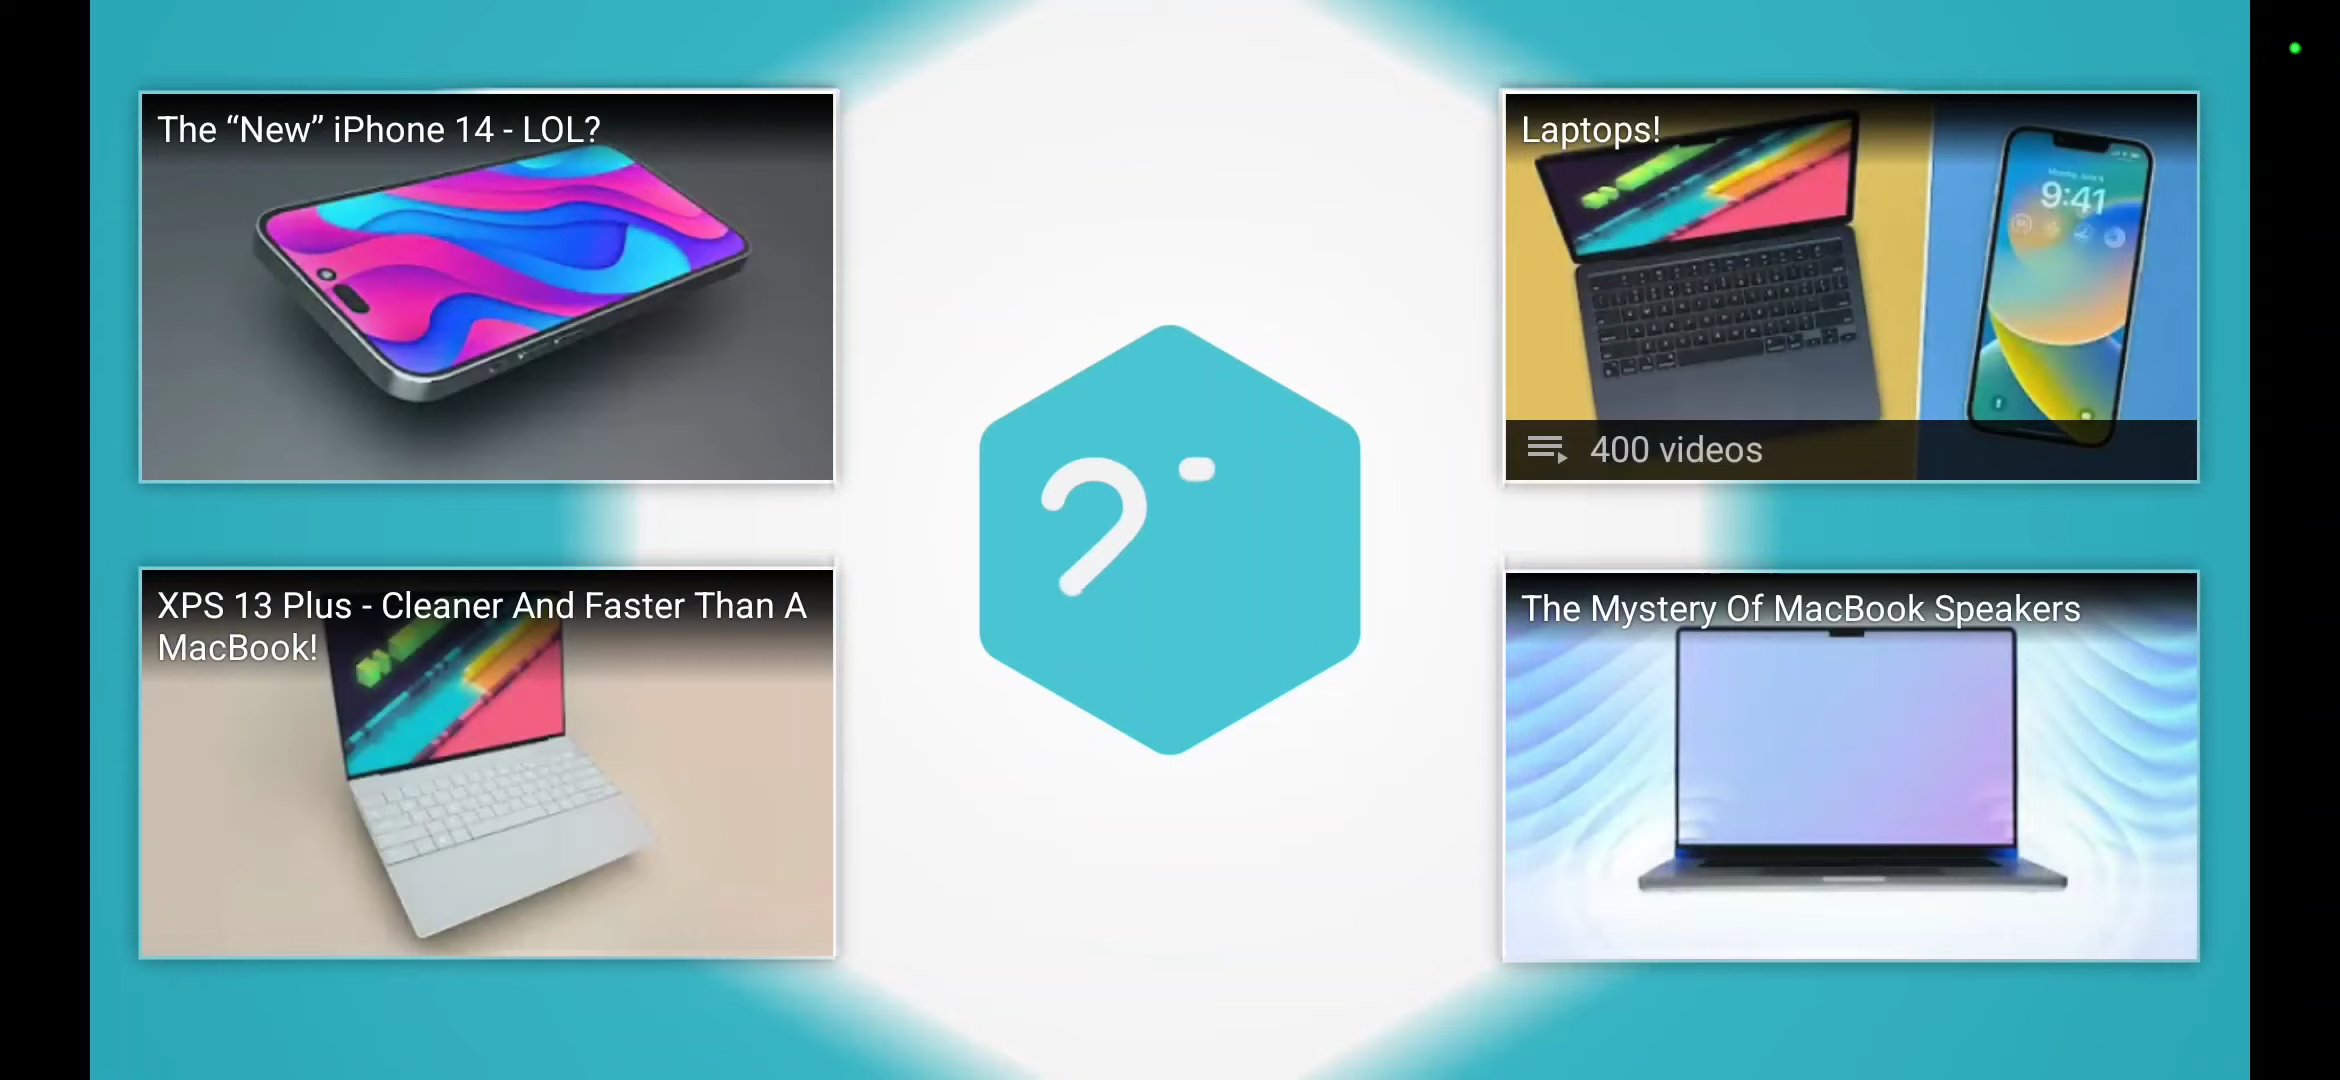 The “New” iPhone 14 - LOL?
Laptops!
9:41
400 videos
XPS 13 Plus - Cleaner And Faster Than A
MacBook!
The Mystery Of MacBook Speakers